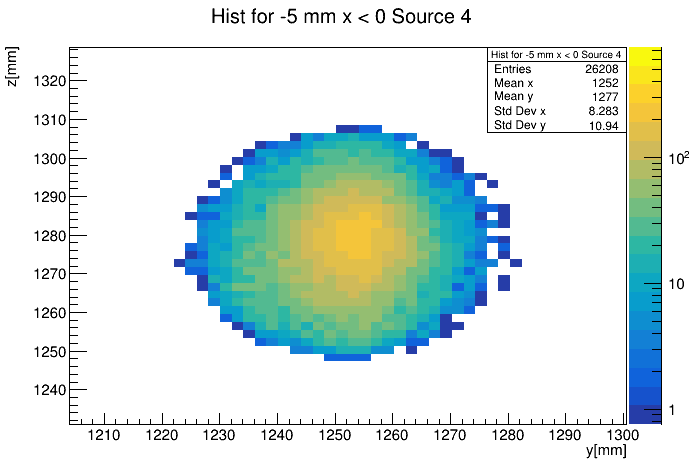 Hist for -5 mm x < 0 Source 4
z[mm]
Hist for -5 mm x < 0 Source 4
Entries 26208
Mean x 1252
Mean y 1277
Std Dev x 8.283
Std Dev y 10.94
1320
1310
1300
1290
1280
1270
1260
1250
1240
10²
10
1
1210 1220 1230 1240 1250 1260 1270 1280 1290 1300
y[mm]